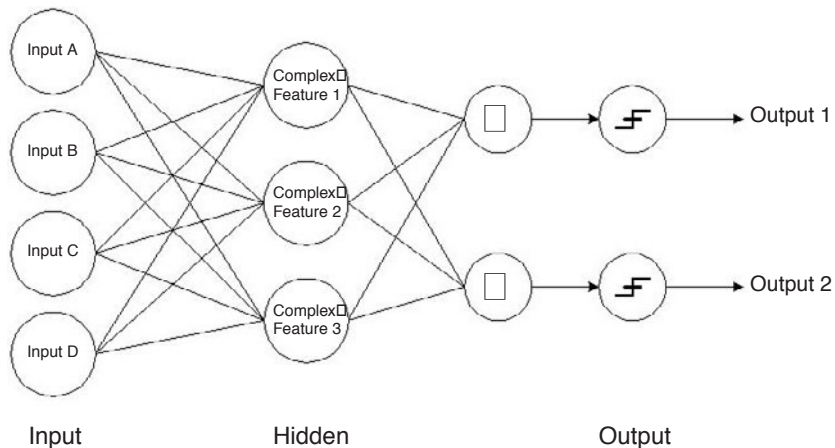 Input A
Input B
Input C
Input D
Complex
Feature 1
Complex
Feature 2
Complex
Feature 3
Output 1
Output 2
Input
Hidden
Output